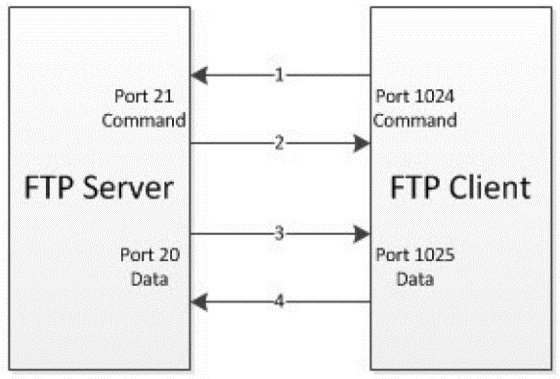 1
Port 21
Command
Port 1024
Command
2
FTP Server
FTP Client
3
Port 20
Data
Port 1025
Data
4